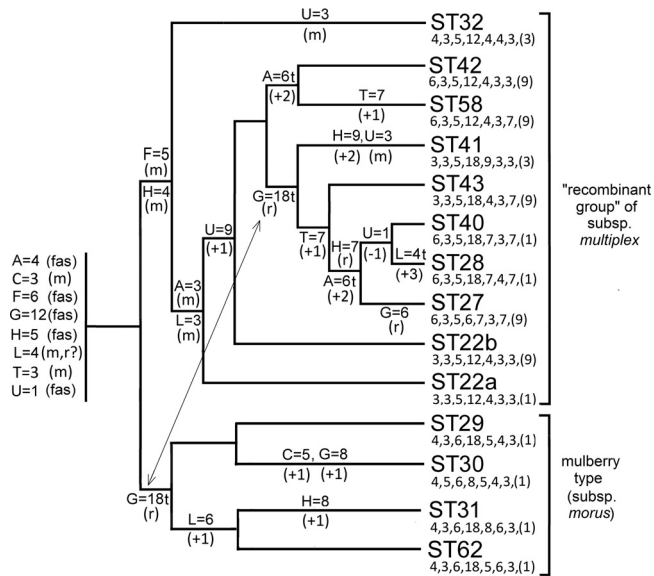 U=3
(m)
ST32
4,3,5,12,4,4,3,(3)
ST42
6,3,5,12,4,3,3,(9)
A=6t
(+2)
T=7
(+1)
ST58
6,3,5,12,4,3,7,(9)
H=9,U=3
(+2) (m)
ST41
3,3,5,18,9,3,3,(3)
F=5
(m)
H=4
(m)
G=18t
(r)
ST43
3,3,5,18,4,3,7,(9)
"recombinant
group" of
subsp.
multiplex
U=9
(+1)
T=7
(+1)
H=7
(r)
U=1
(-1)
ST40
6,3,5,18,7,3,7,(1)
L=4t
(+3)
ST28
6,3,5,18,7,4,7,(1)
A=6t
(+2)
G=6
(r)
ST27
6,3,5,6,7,3,7,(9)
A=4 (fas)
C=3 (m)
F=6 (fas)
G=12(fas)
H=5 (fas)
L=4(m,r?)
T=3 (m)
U=1 (fas)
A=3
(m)
L=3
(m)
ST22b
3,3,5,12,4,3,3,(9)
ST22a
3,3,5,12,4,3,3,(1)
ST29
4,3,6,18,5,4,3,(1)
C=5, G=8
(+1) (+1)
ST30
4,5,6,8,5,4,3,(1)
mulberry
type
(subsp.
morus)
G=18t
(r)
L=6
(+1)
H=8
(+1)
ST31
4,3,6,18,8,6,3,(1)
ST62
4,3,6,18,5,6,3,(1)